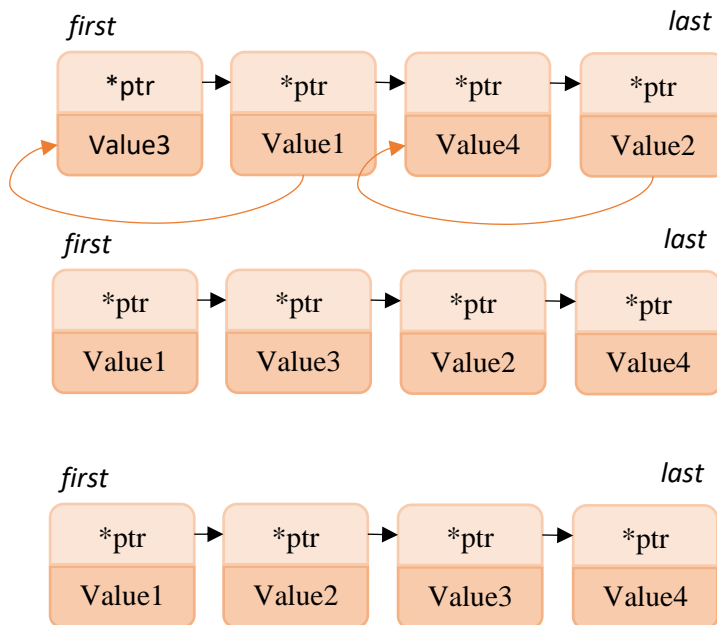 first last
*ptr *ptr *ptr *ptr
Value3 Value1 Value4 Value2
first last
*ptr *ptr *ptr *ptr
Value1 Value3 Value2 Value4
first last
*ptr *ptr *ptr *ptr
Value1 Value2 Value3 Value4